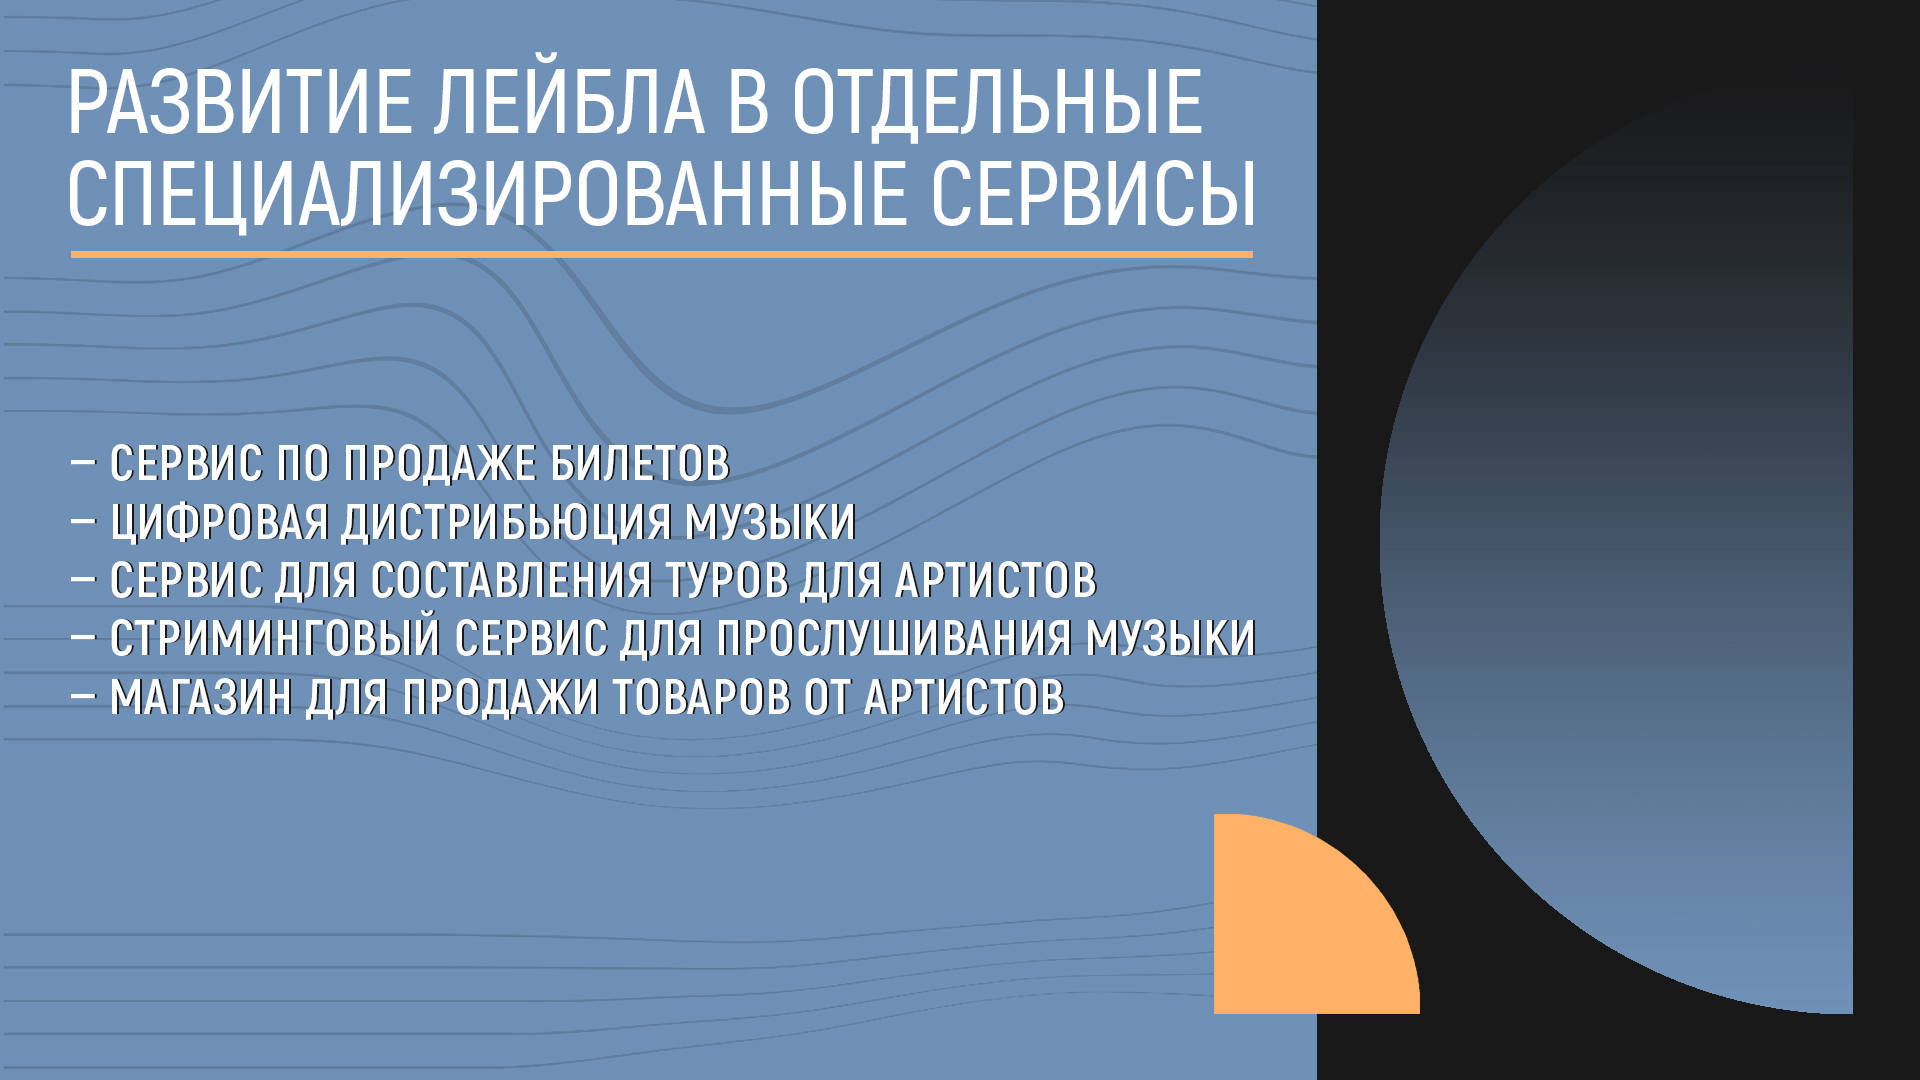 РАЗВИТИЕ ЛЕЙБЛА В ОТДЕЛЬНЫЕ
СПЕЦИАЛИЗИРОВАННЫЕ СЕРВИСЫ
– СЕРВИС ПО ПРОДАЖЕ БИЛЕТОВ
– ЦИФРОВАЯ ДИСТРИБЬЮЦИЯ МУЗЫКИ
– СЕРВИС ДЛЯ СОСТАВЛЕНИЯ ТУРОВ ДЛЯ АРТИСТОВ
– СТРИМИНГОВЫЙ СЕРВИС ДЛЯ ПРОСЛУШИВАНИЯ МУЗЫКИ
– МАГАЗИН ДЛЯ ПРОДАЖИ ТОВАРОВ ОТ АРТИСТОВ